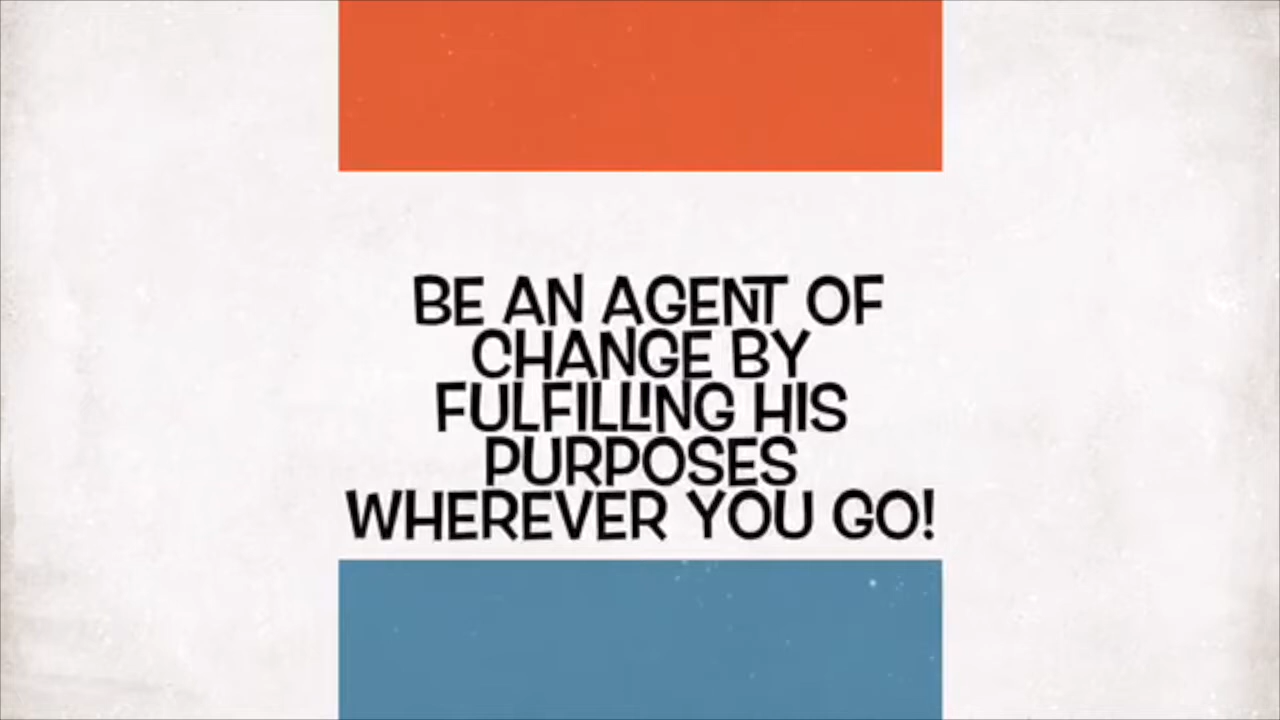 BE AN AGENT OF
CHANGE BY
FULFILLING HIS
PURPOSES
WHEREVER YOU GO!